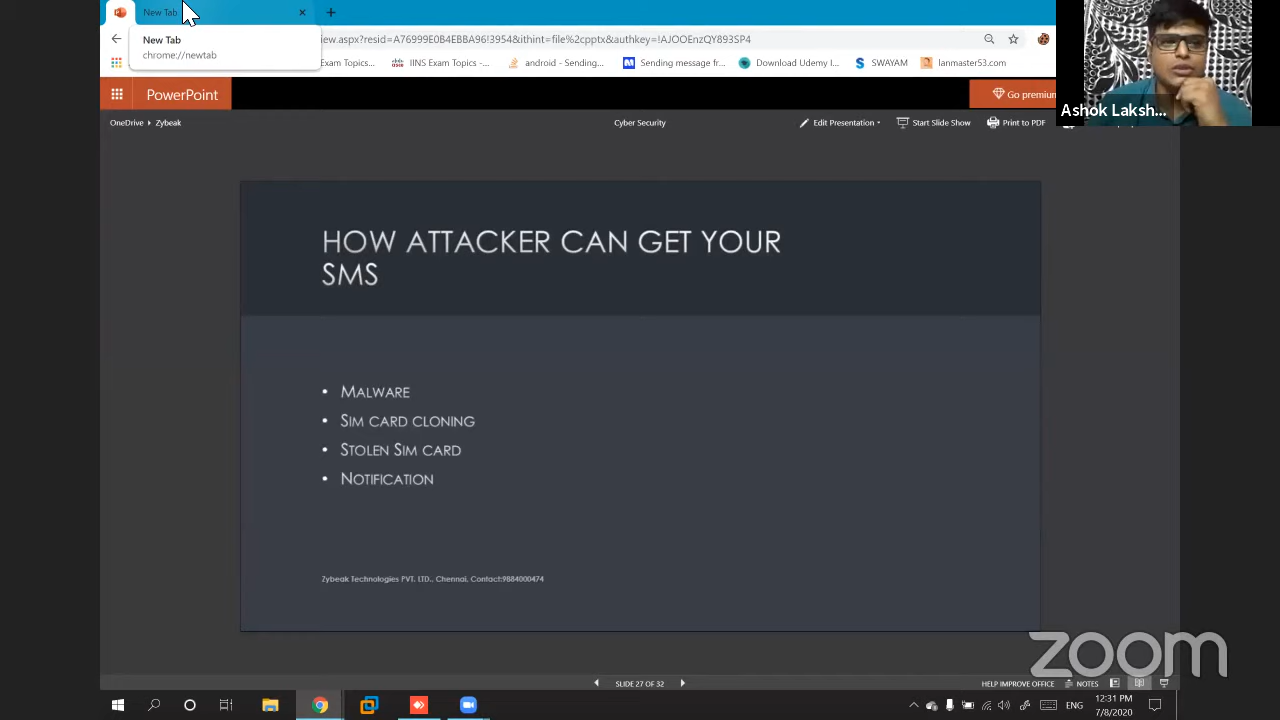 New Tab
New Tab
chrome://newtab
iew.aspx?resid=A76999E0B4EBBA96!3954&ithint=file%2cpptx&authkey=!AJOOEnzQY893SP4
Exam Topics... IINS Exam Topics -... android - Sending... Sending message fr... Download Udemy t... SWAYAM lanmaster53.com
PowerPoint
Go premium
Ashok Laksh...
OneDrive Zybeak
Cyber Security
Edit Presentation Start Slide Show Print to PDF
HOW ATTACKER CAN GET YOUR
SMS
• MALWARE
• SIM CARD CLONING
• STOLEN SIM CARD
• NOTIFICATION
Zybeak Technologies PVT. LTD., Chennai, Contact:9884000474
zoom
SLIDE 27 OF 32
HELP IMPROVE OFFICE NOTES
ENG
12:31 PM
7/8/2020